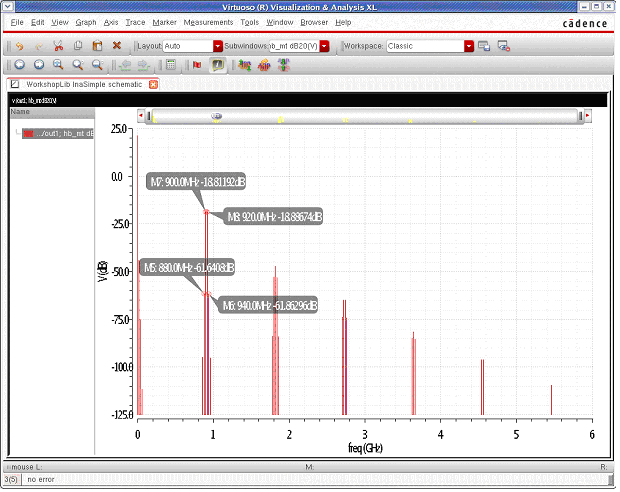 Virtuoso (R) Visualization & Analysis XL
File Edit View Graph Axis Trace Marker Measurements Tools Window Browser Help cādence
Layout: Auto Subwindows: hb_mt dB20(V) Workspace: Classic
WorkshopLib lnaSimple schematic
Name
.../out1; hb_mt dB
25.0
0.0
-25.0
-50.0
-75.0
-100.0
-125.0
V (dB)
M7: 900.0MHz -18.81192dB
M8: 920.0MHz -18.88674dB
M5: 880.0MHz -61.6408dB
M6: 940.0MHz -61.86296dB
0 1 2 3 4 5 6
freq (GHz)
mouse L: M: R:
3(5) no error